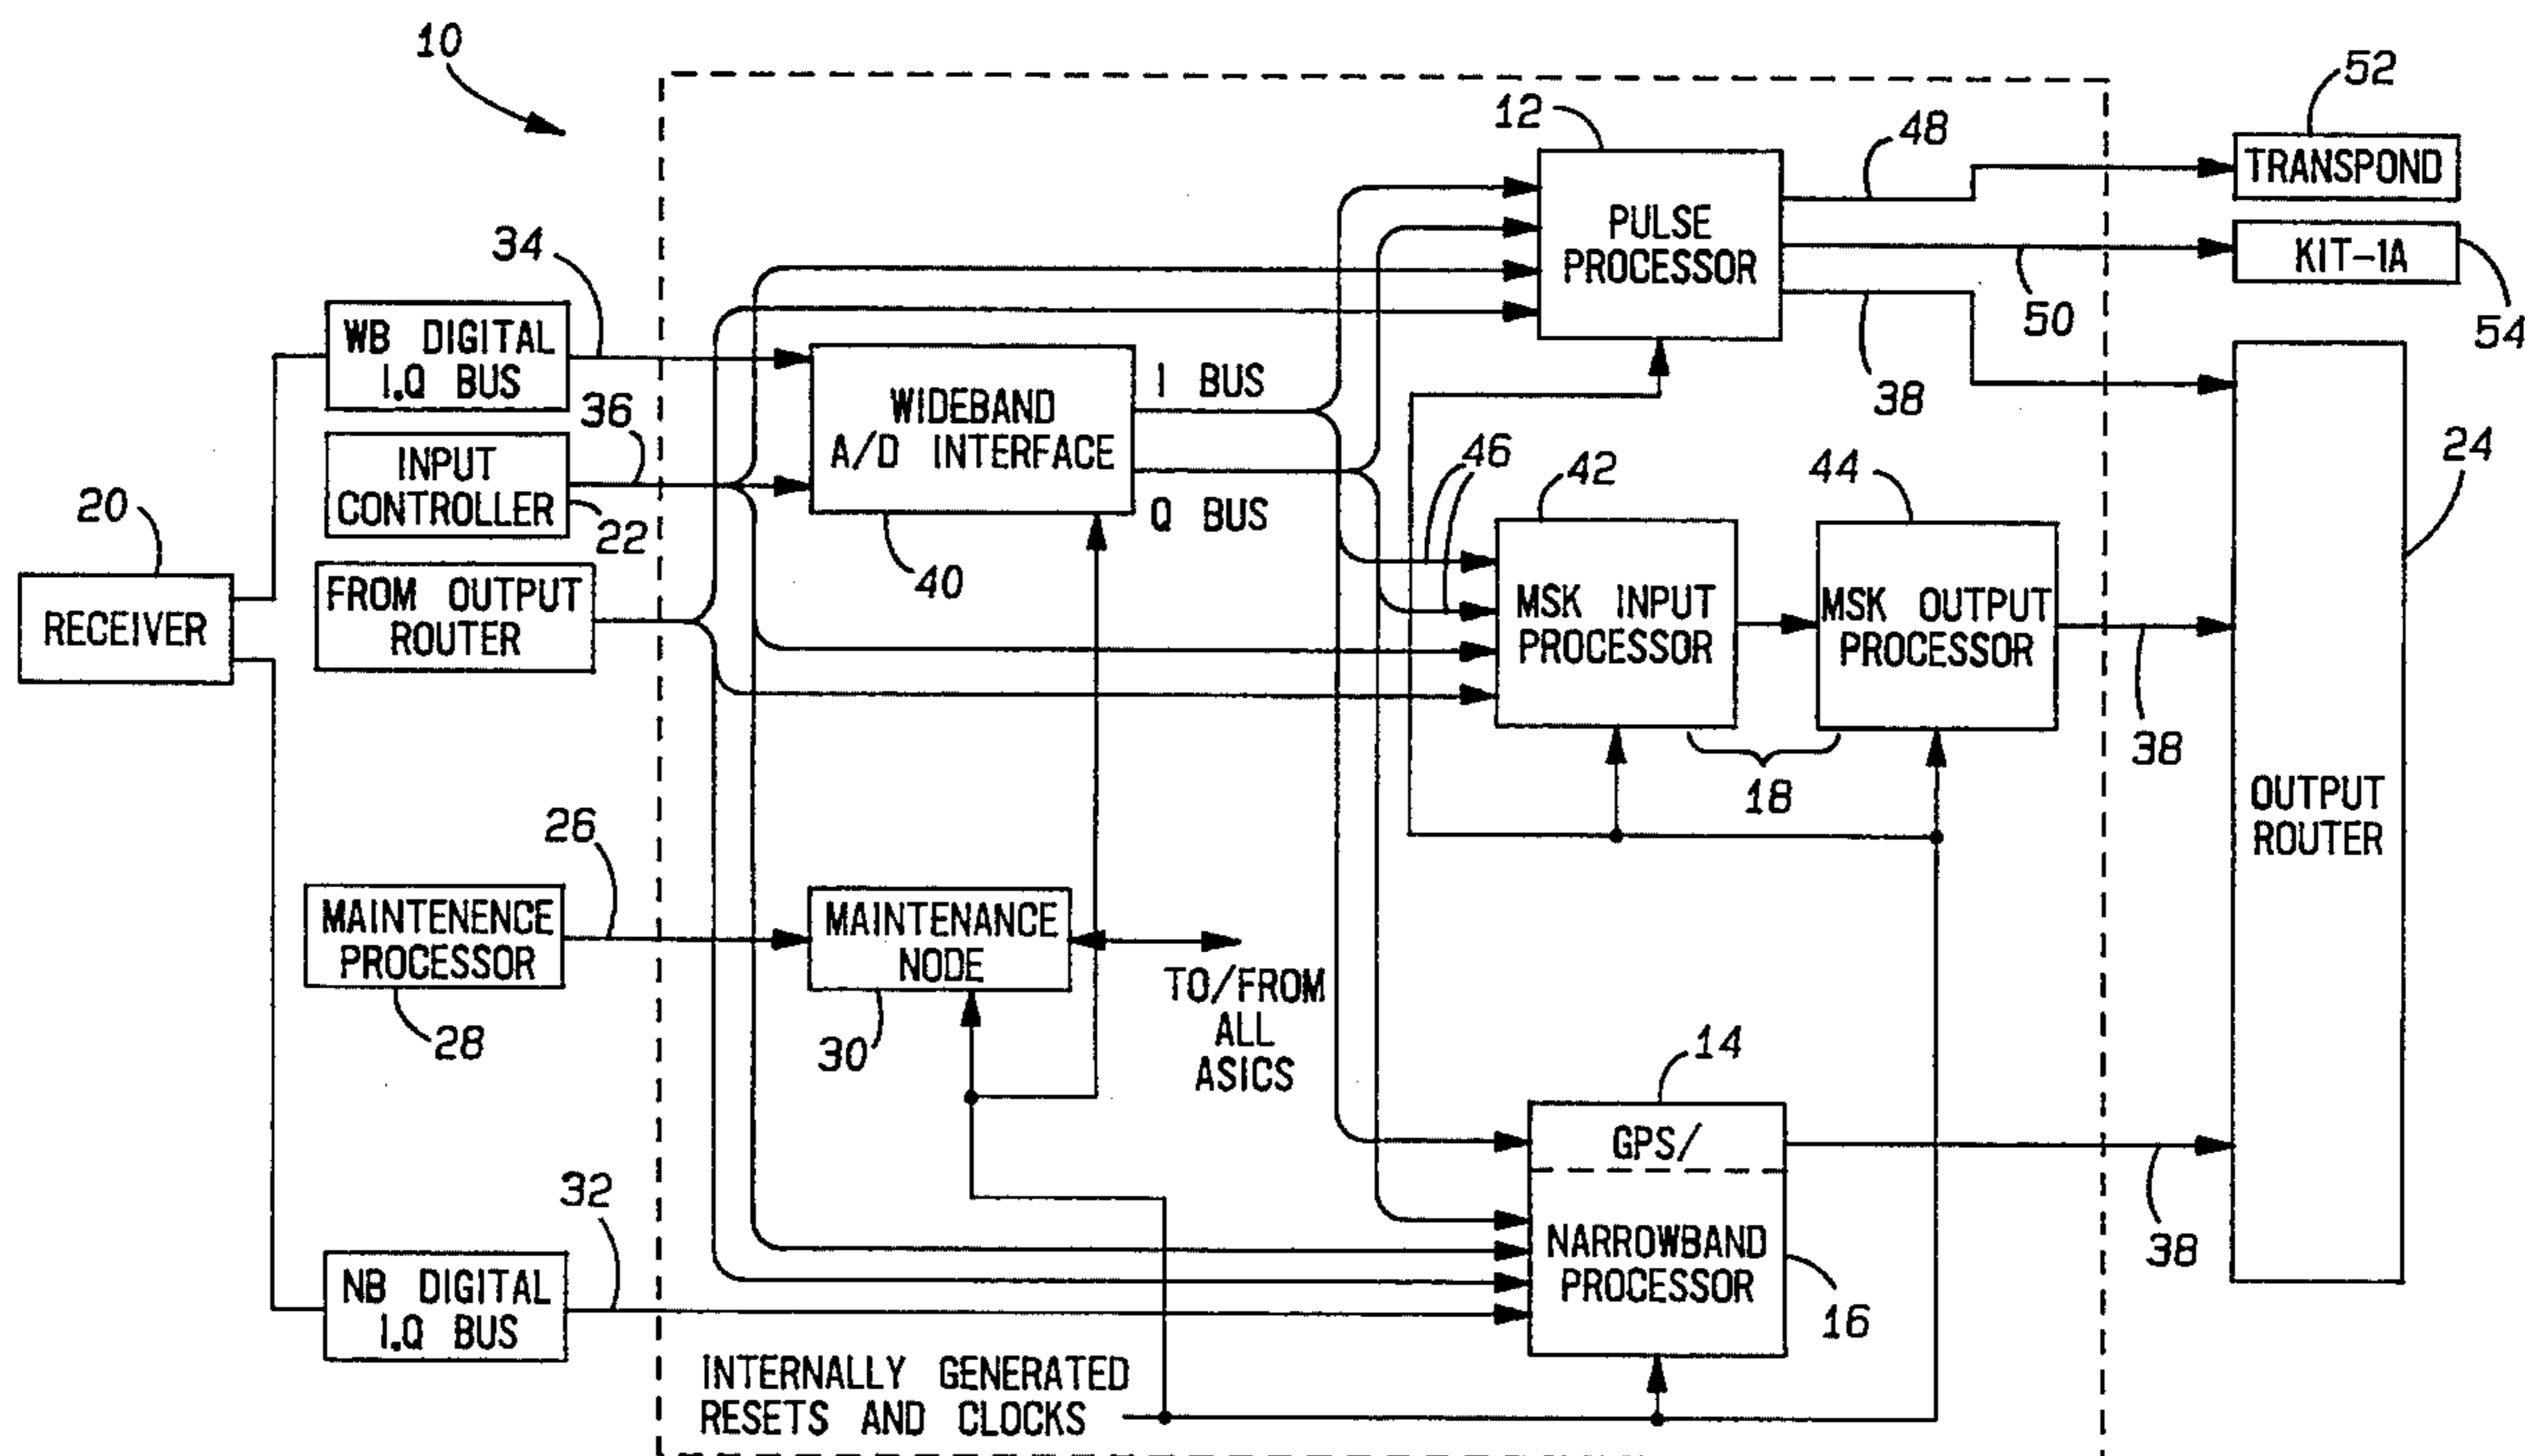 10
52
12
48
TRANSPOND
PULSE
PROCESSOR
34
KIT-1A
50
54
WB DIGITAL
I.Q BUS
I BUS
36
38
WIDEBAND
A/D INTERFACE
46
42
44
24
INPUT
CONTROLLER
20
22
Q BUS
40
FROM OUTPUT
ROUTER
RECEIVER
MSK INPUT
PROCESSOR
MSK OUTPUT
PROCESSOR
38
18
OUTPUT
ROUTER
26
MAINTENENCE
PROCESSOR
MAINTENANCE
NODE
TO/FROM
ALL
ASICS
28
30
14
GPS/
32
38
NARROWBAND
PROCESSOR
NB DIGITAL
I.Q BUS
16
INTERNALLY GENERATED
RESETS AND CLOCKS